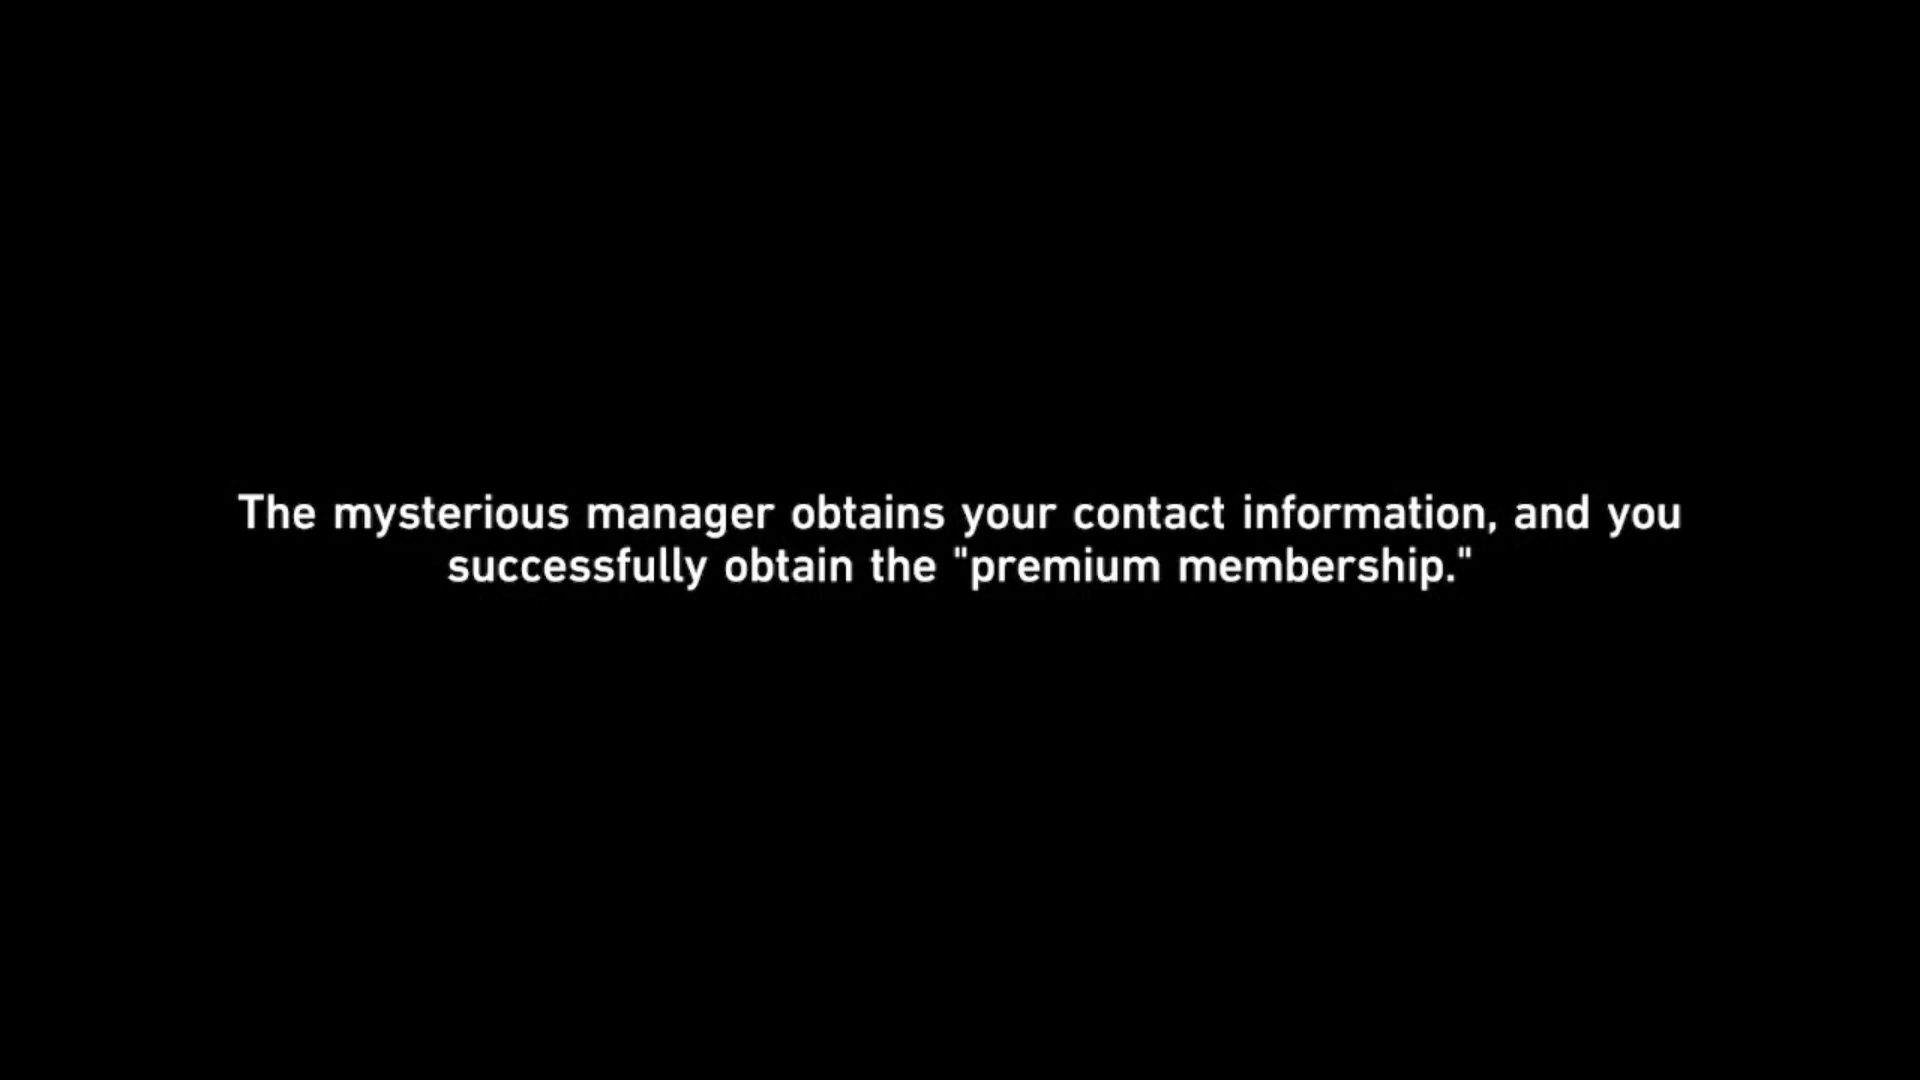 The mysterious manager obtains your contact information, and you
successfully obtain the "premium membership."